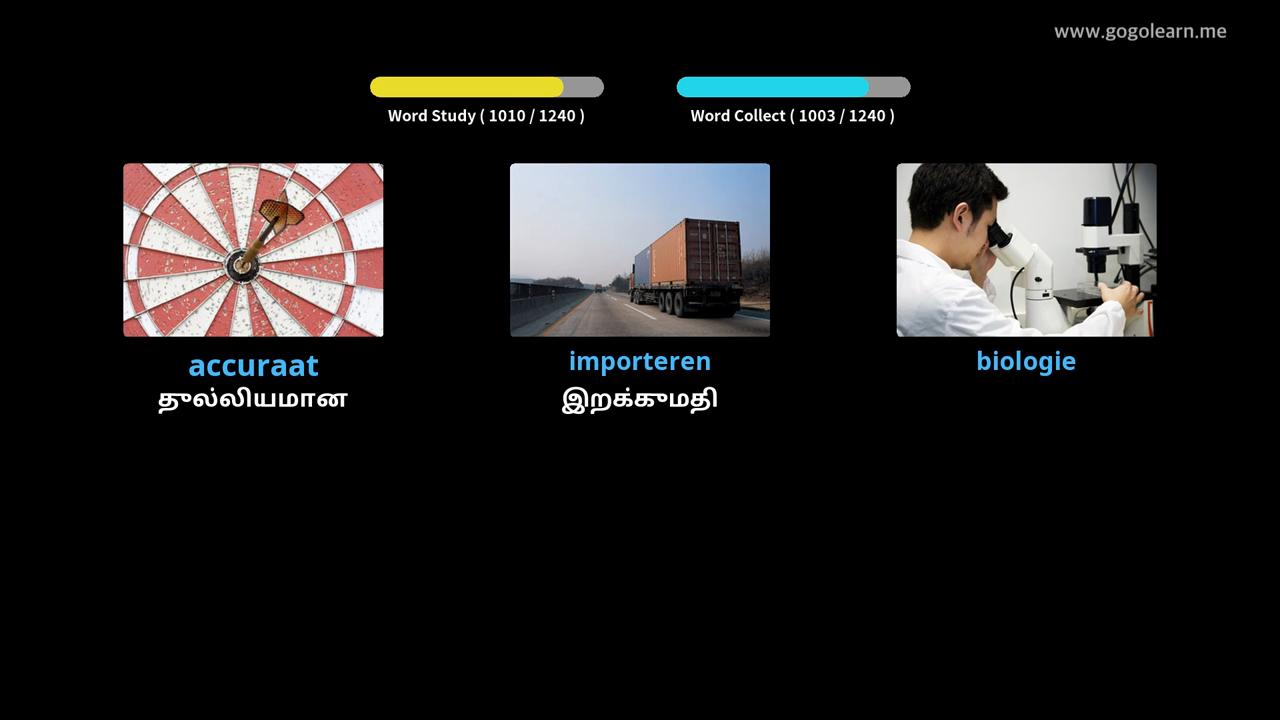 www.gogolearn.me
Word Study ( 1010 / 1240 )
Word Collect ( 1003 / 1240 )
accuraat
importeren
biologie
துல்லியமான
இறக்குமதி